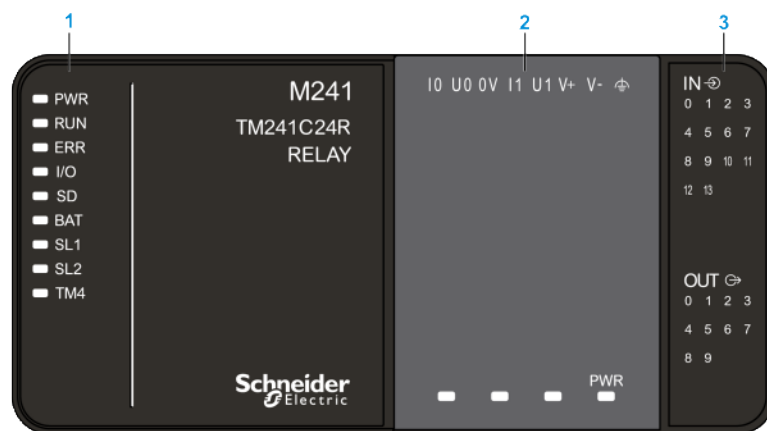 1
2
3
PWR
RUN
ERR
I/O
SD
BAT
SL1
SL2
TM4
M241
TM241C24R
RELAY
Schneider
Electric
I0 U0 0V I1 U1 V+ V-
PWR
IN
0 1 2 3
4 5 6 7
8 9 10 11
12 13
OUT
0 1 2 3
4 5 6 7
8 9